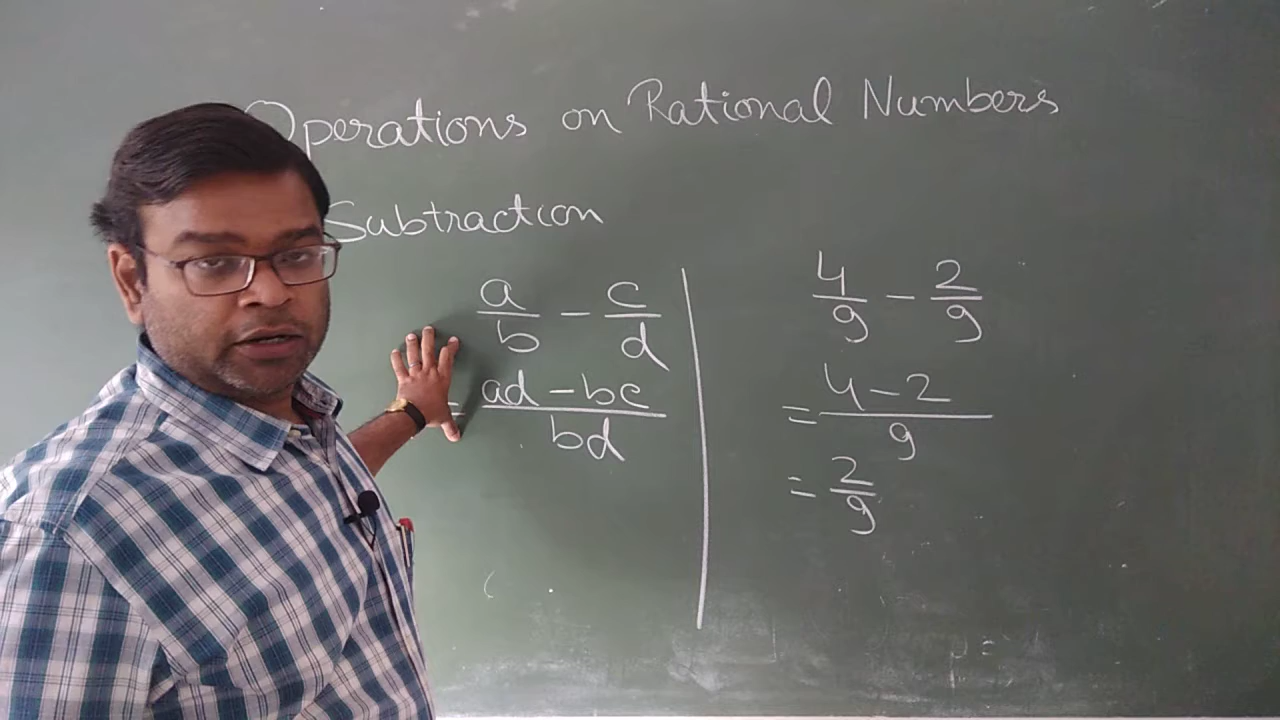 Operations on Rational Numbers
Subtraction
a/b - c/d
= ad - bc / bd
4/9 - 2/9
= 4 - 2 / 9
= 2/9